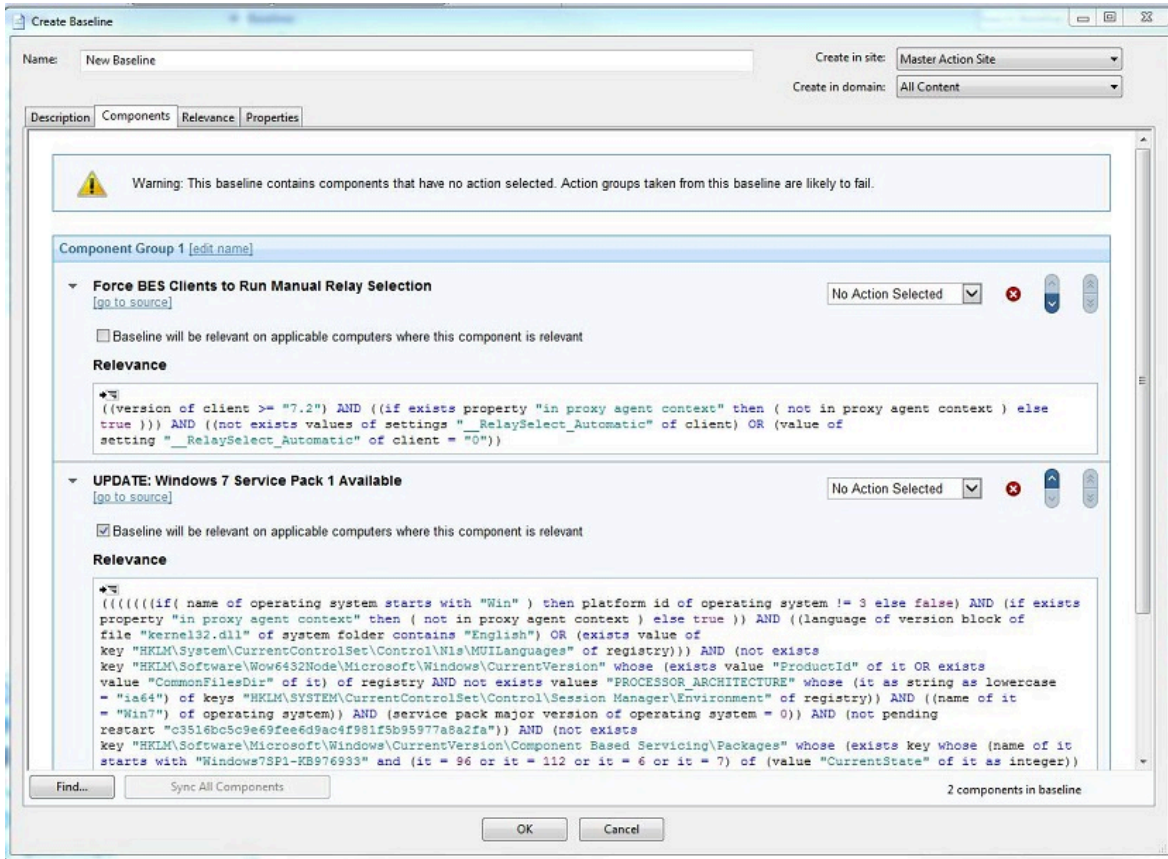 Create Baseline
Name:
New Baseline
Create in site:
Master Action Site
Create in domain:
All Content
Description
Components
Relevance
Properties
Warning: This baseline contains components that have no action selected. Action groups taken from this baseline are likely to fail.
Component Group 1 [edit name]
Force BES Clients to Run Manual Relay Selection
[go to source]
No Action Selected
Baseline will be relevant on applicable computers where this component is relevant
Relevance
((version of client >= "7.2") AND ((if exists property "in proxy agent context" then ( not in proxy agent context ) else
true ))) AND ((not exists values of settings "__RelaySelect_Automatic" of client) OR (value of
setting "__RelaySelect_Automatic" of client = "0"))
UPDATE: Windows 7 Service Pack 1 Available
[go to source]
No Action Selected
Baseline will be relevant on applicable computers where this component is relevant
Relevance
(((((((if( name of operating system starts with "Win" ) then platform id of operating system != 3 else false) AND (if exists
property "in proxy agent context" then ( not in proxy agent context ) else true )) AND ((language of version block of
file "kernel32.dll" of system folder contains "English") OR (exists value of
key "HKLM\System\CurrentControlSet\Control\Nls\MUILanguages" of registry))) AND (not exists
key "HKLM\Software\Wow6432Node\Microsoft\Windows\CurrentVersion" whose (exists value "ProductId" of it OR exists
value "CommonFilesDir" of it) of registry AND not exists values "PROCESSOR_ARCHITECTURE" whose (it as string as lowercase
= "ia64") of keys "HKLM\SYSTEM\CurrentControlSet\Control\Session Manager\Environment" of registry)) AND ((name of it
= "Win7") of operating system)) AND (service pack major version of operating system = 0)) AND (not pending
restart "c3516bc5c9e69fee6d9ac4f981f5b95977a8a2fa")) AND (not exists
key "HKLM\Software\Microsoft\Windows\CurrentVersion\Component Based Servicing\Packages" whose (exists key whose (name of it
starts with "Windows7SP1-KB976933" and (it = 96 or it = 112 or it = 6 or it = 7) of (value "CurrentState" of it as integer))
Find...
Sync All Components
2 components in baseline
OK
Cancel